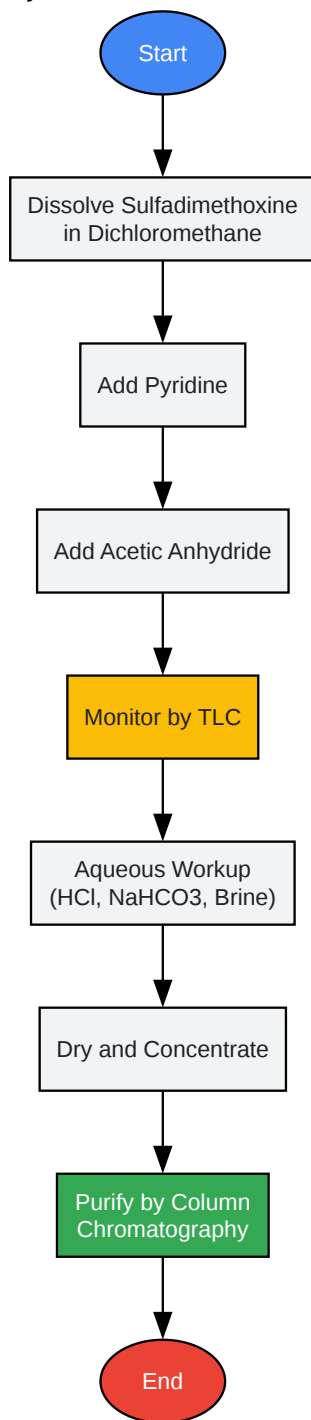 Start
Dissolve Sulfadimethoxine
in Dichloromethane
Add Pyridine
Add Acetic Anhydride
Monitor by TLC
Aqueous Workup
(HCl, NaHCO3, Brine)
Dry and Concentrate
Purify by Column
Chromatography
End